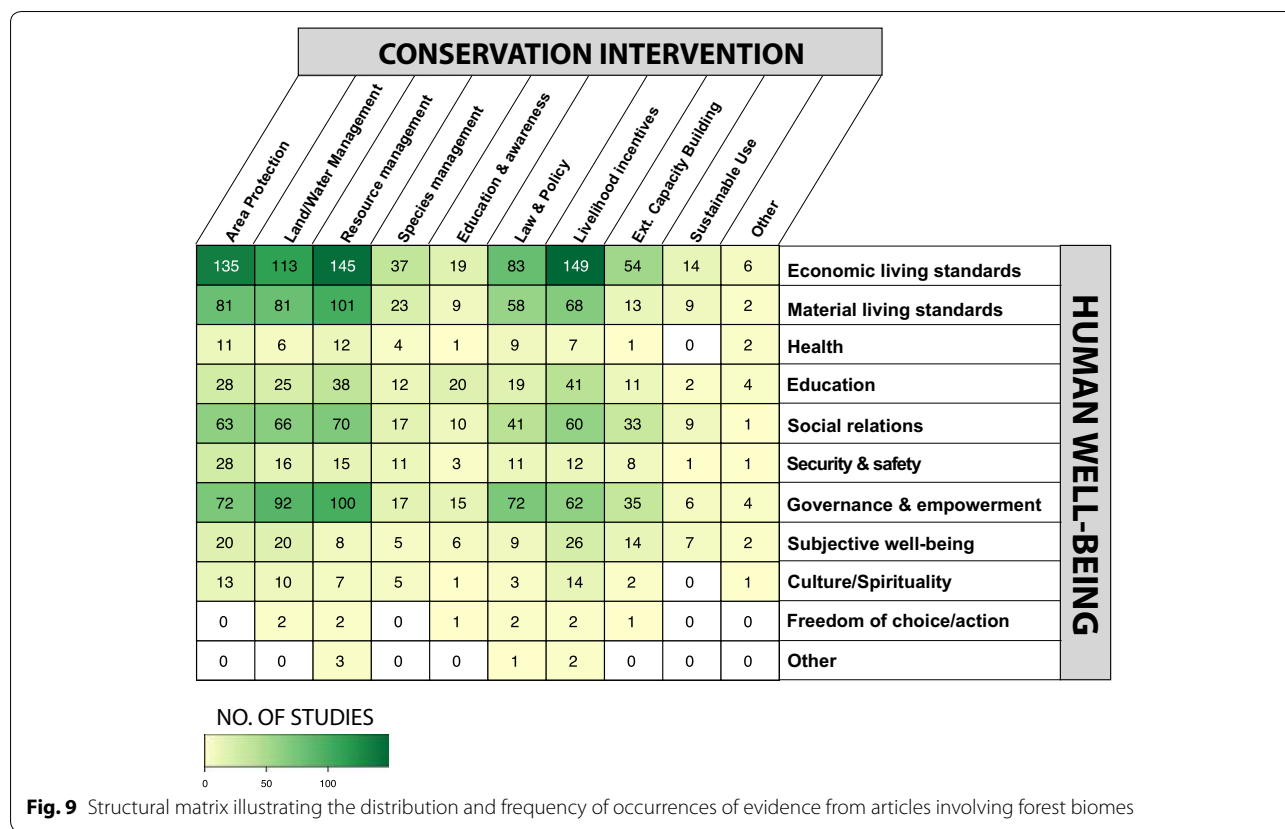 CONSERVATION INTERVENTION
Area Protection
Land/Water Management
Resource management
Species management
Education & awareness
Law & Policy
Livelihood incentives
Ext. Capacity Building
Sustainable Use
Other
135 113 145 37 19 83 149 54 14 6 Economic living standards
81 81 101 23 9 58 68 13 9 2 Material living standards
11 6 12 4 1 9 7 1 0 2 Health
28 25 38 12 20 19 41 11 2 4 Education
63 66 70 17 10 41 60 33 9 1 Social relations
28 16 15 11 3 11 12 8 1 1 Security & safety
72 92 100 17 15 72 62 35 6 4 Governance & empowerment
20 20 8 5 6 9 26 14 7 2 Subjective well-being
13 10 7 5 1 3 14 2 0 1 Culture/Spirituality
0 2 2 0 1 2 2 1 0 0 Freedom of choice/action
0 0 3 0 0 1 2 0 0 0 Other
HUMAN WELL-BEING
NO. OF STUDIES
0 50 100
Fig. 9 Structural matrix illustrating the distribution and frequency of occurrences of evidence from articles involving forest biomes